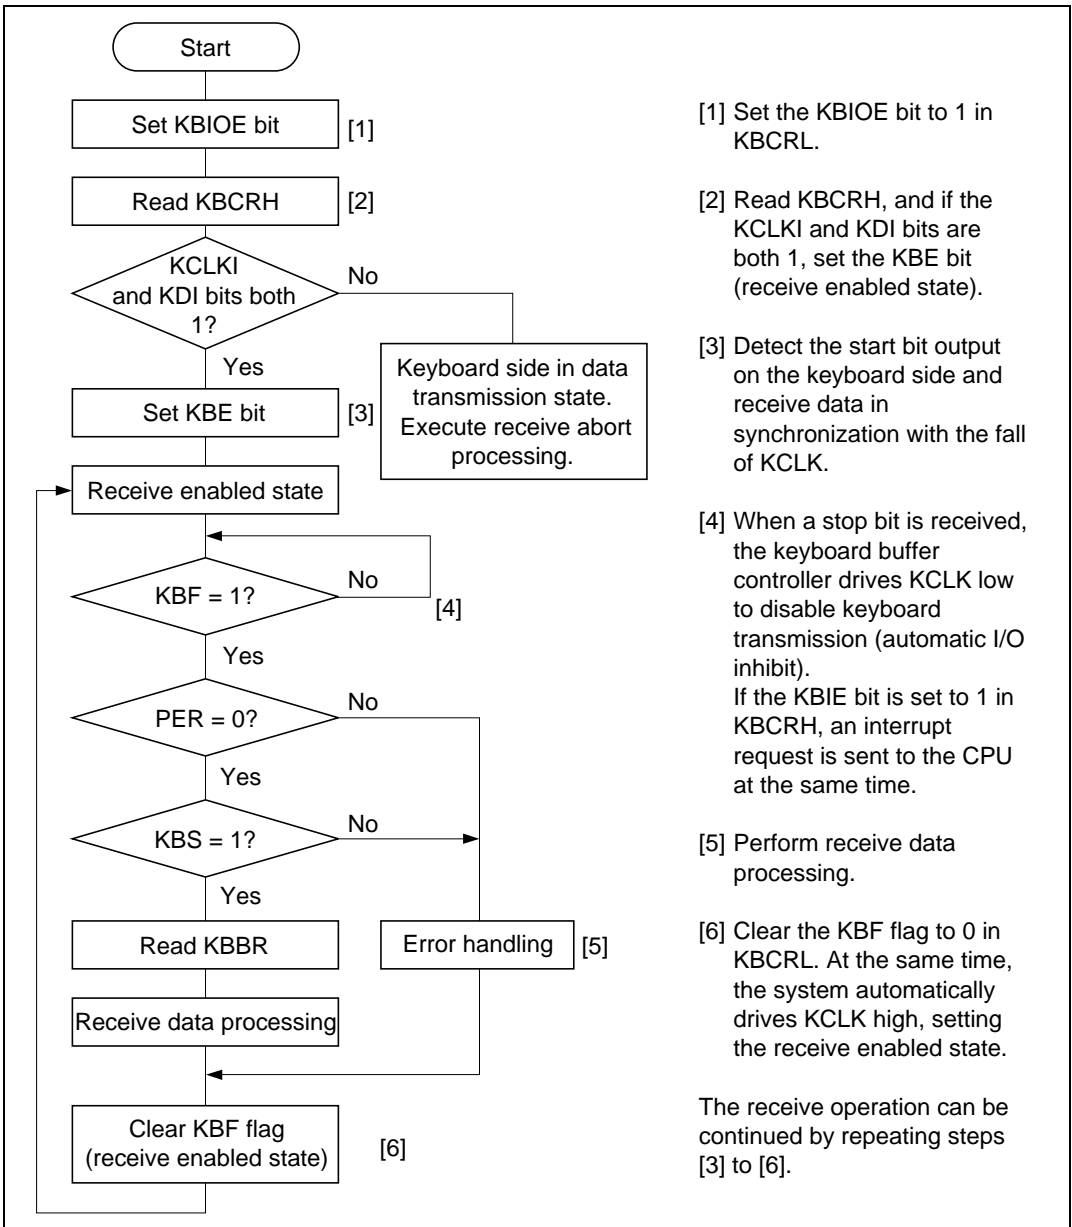 Start
Set KBIOE bit
[1]
Read KBCRH
[2]
KCLKI
and KDI bits both
1?
No
Yes
Keyboard side in data
transmission state.
Execute receive abort
processing.
Set KBE bit
[3]
Receive enabled state
KBF = 1?
No
[4]
Yes
PER = 0?
No
Yes
KBS = 1?
No
Yes
Read KBBR
Error handling
[5]
Receive data processing
Clear KBF flag
(receive enabled state)
[6]
[1] Set the KBIOE bit to 1 in
KBCRL.
[2] Read KBCRH, and if the
KCLKI and KDI bits are
both 1, set the KBE bit
(receive enabled state).
[3] Detect the start bit output
on the keyboard side and
receive data in
synchronization with the fall
of KCLK.
[4] When a stop bit is received,
the keyboard buffer
controller drives KCLK low
to disable keyboard
transmission (automatic I/O
inhibit).
If the KBIE bit is set to 1 in
KBCRH, an interrupt
request is sent to the CPU
at the same time.
[5] Perform receive data
processing.
[6] Clear the KBF flag to 0 in
KBCRL. At the same time,
the system automatically
drives KCLK high, setting
the receive enabled state.
The receive operation can be
continued by repeating steps
[3] to [6].